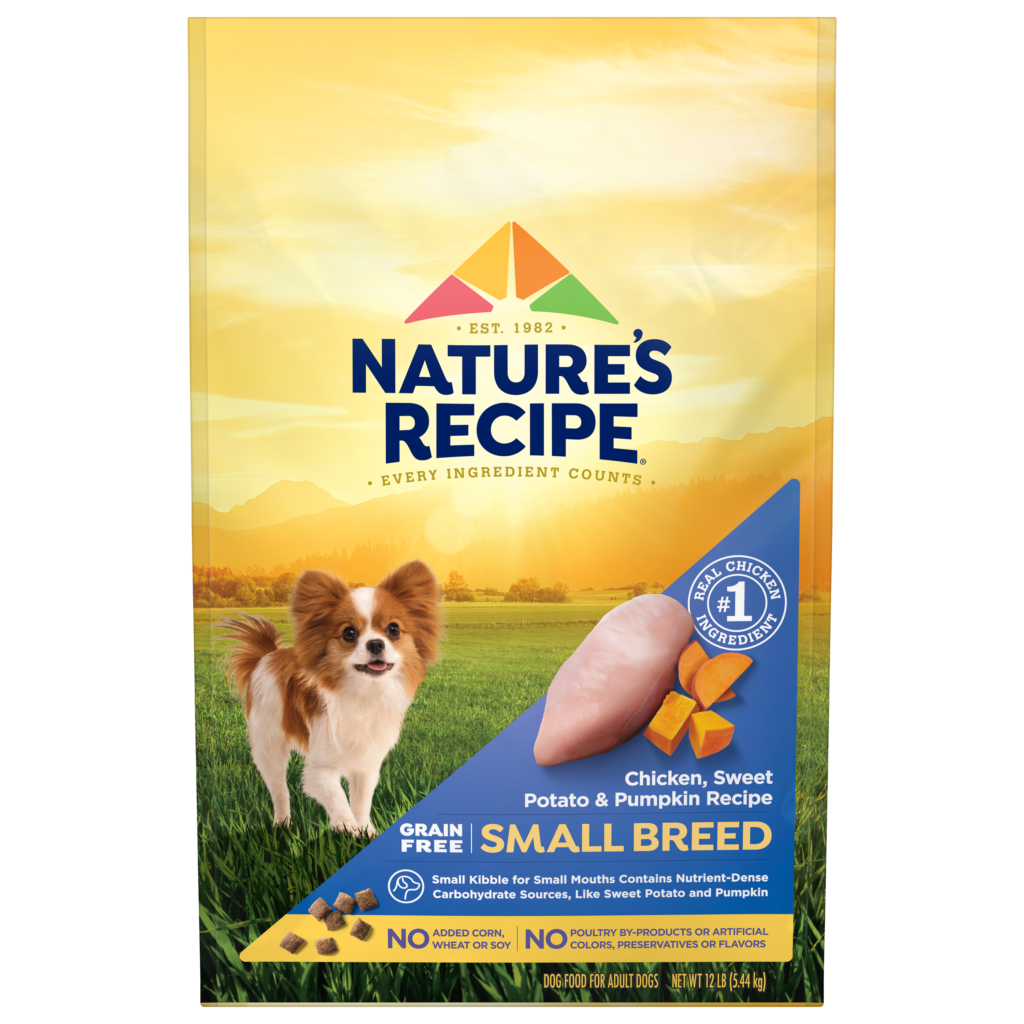 • EST. 1982 •
NATURE'S
RECIPE®
• EVERY INGREDIENT COUNTS •
REAL CHICKEN
#1
INGREDIENT
Chicken, Sweet
Potato & Pumpkin Recipe
GRAIN
FREE
SMALL BREED
Small Kibble for Small Mouths Contains Nutrient-Dense
Carbohydrate Sources, Like Sweet Potato and Pumpkin
NO ADDED CORN,
WHEAT OR SOY
NO POULTRY BY-PRODUCTS OR ARTIFICIAL
COLORS, PRESERVATIVES OR FLAVORS
DOG FOOD FOR ADULT DOGS NET WT 12 LB (5.44 kg)